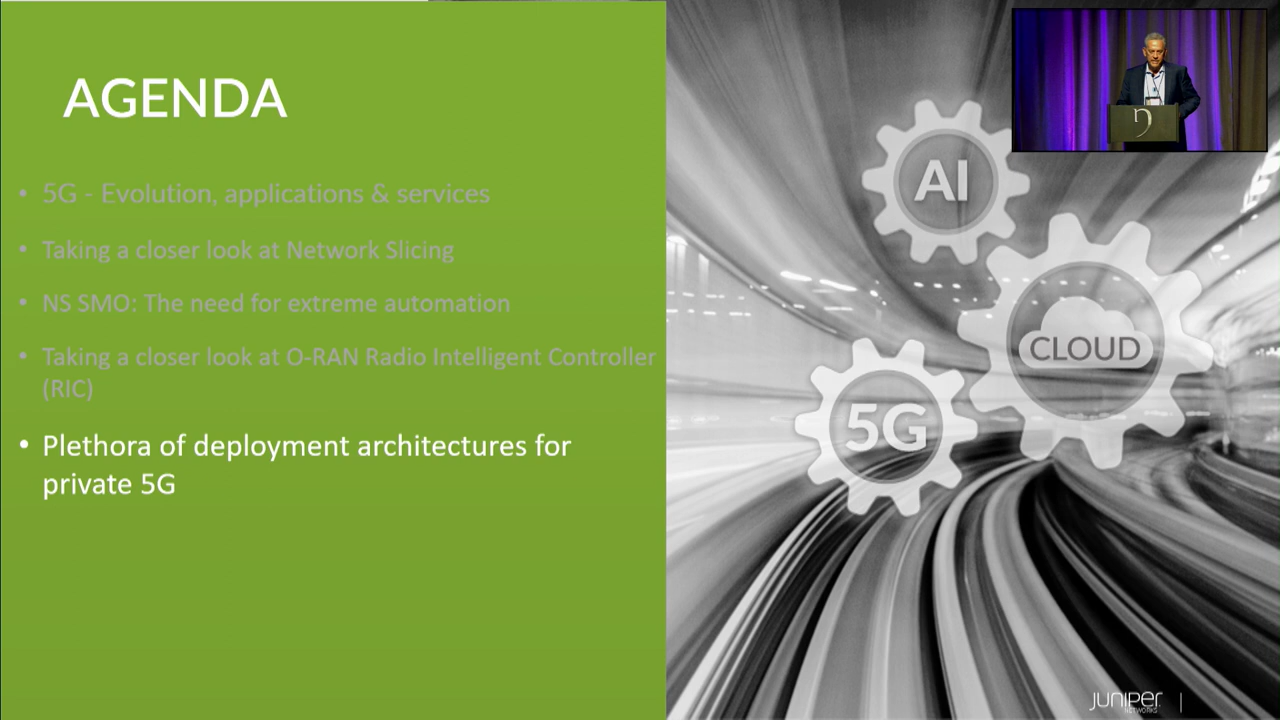 AGENDA
• 5G - Evolution, applications & services
• Taking a closer look at Network Slicing
• NS SMO: The need for extreme automation
• Taking a closer look at O-RAN Radio Intelligent Controller
(RIC)
• Plethora of deployment architectures for
private 5G
AI
CLOUD
5G
JUNIPER
NETWORKS